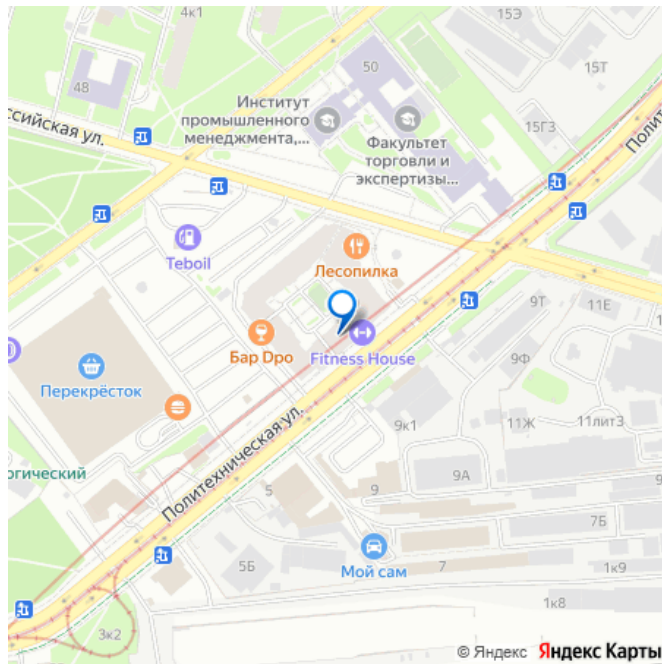 4к1
15Э
50
15Т
48
Институт
промышленного
менеджмента,...
Факультет
торговли и
экспертизы...
15Г3
Полит
ссийская ул.
Teboil
Лесопилка
9Т
11Е
Бар Dpo
Fitness House
9Ф
Перекрёсток
9к1
11Ж
11лит3
огический
Политехническая ул.
5
9
9А
7Б
5Б
Мой сам
7
1к9
1к8
3к2
© Яндекс Яндекс Карты